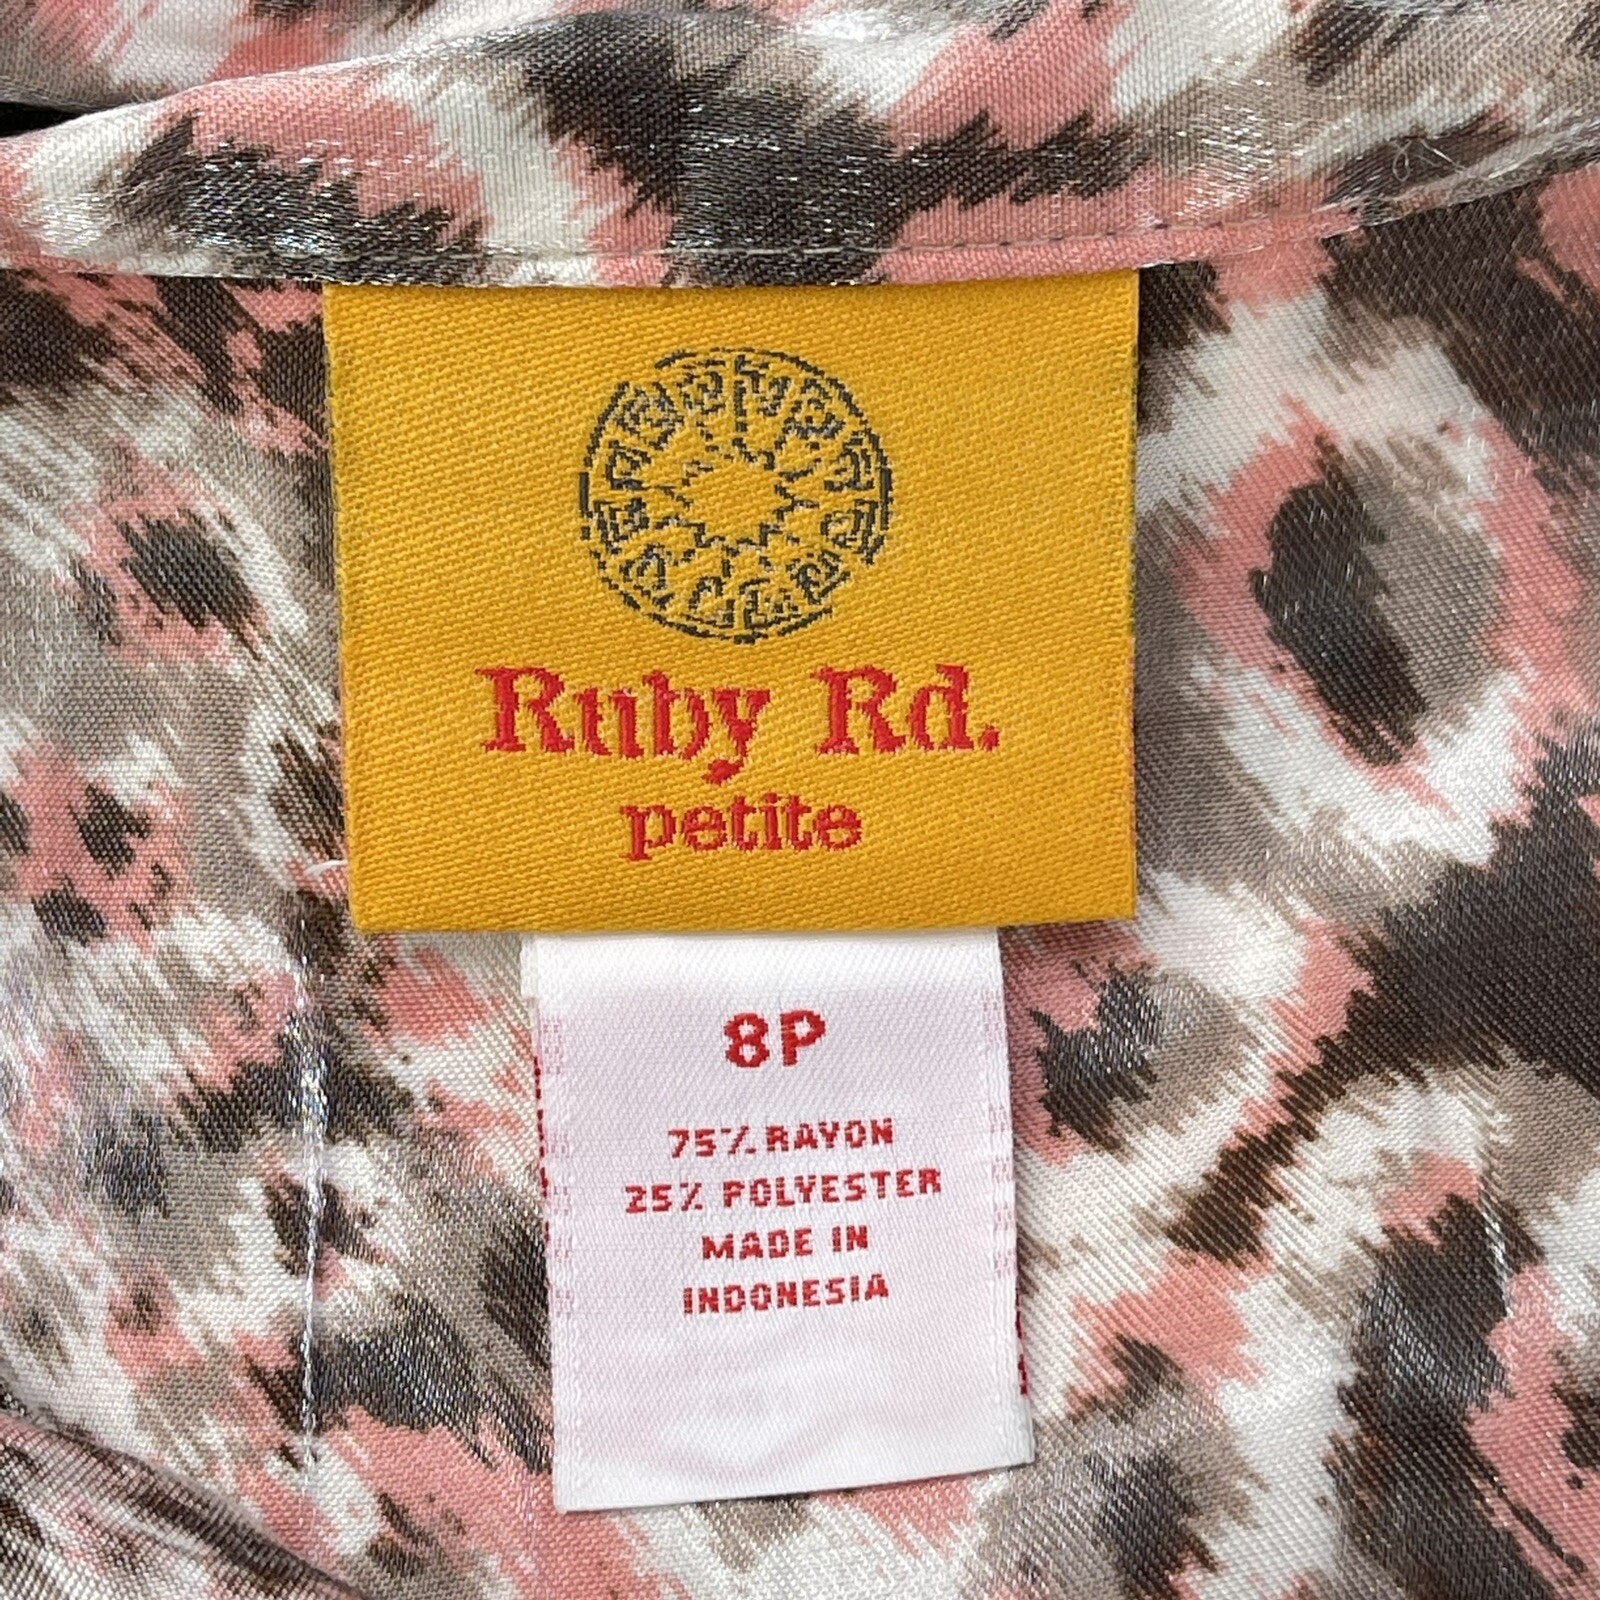 Ruby Rd.
petite
8P
75% RAYON
25% POLYESTER
MADE IN
INDONESIA